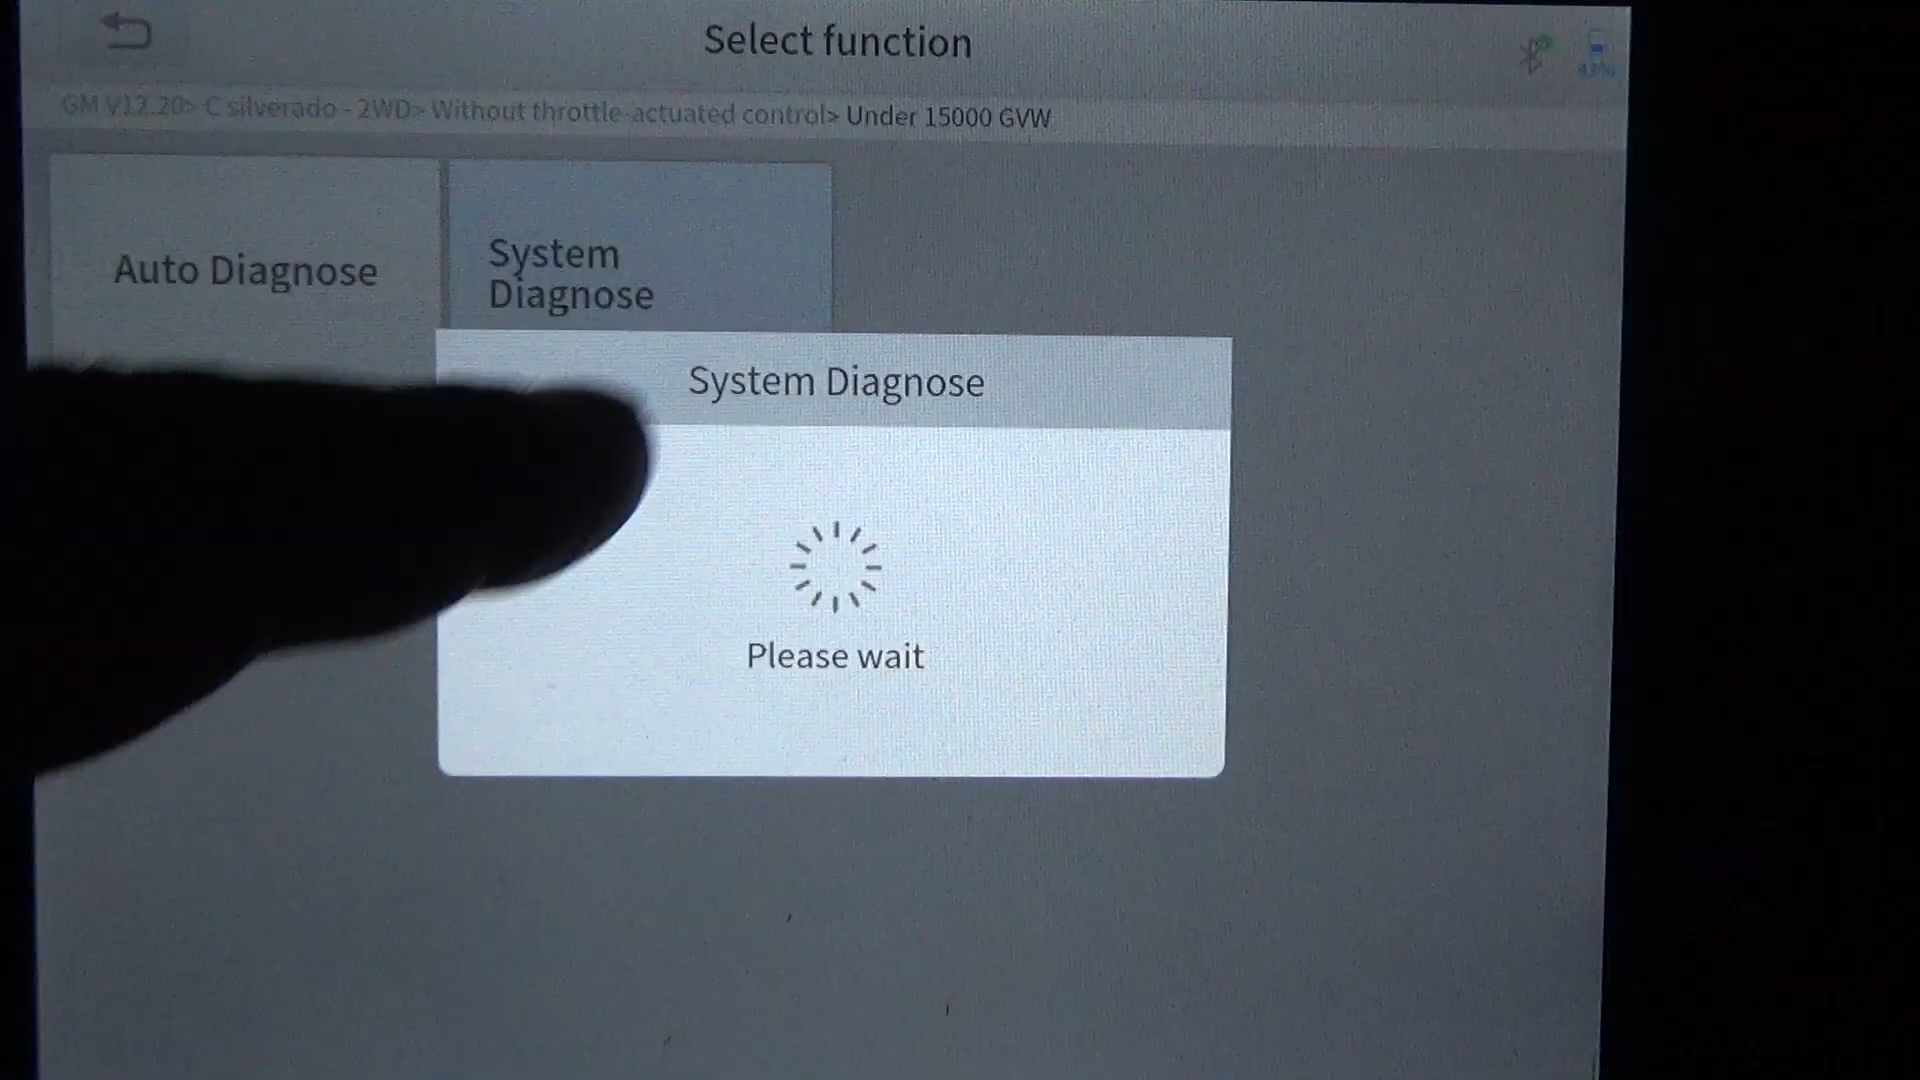 Select function
GM V12.20> C silverado - 2WD> Without throttle-actuated control> Under 15000 GVW
Auto Diagnose
System
Diagnose
System Diagnose
Please wait